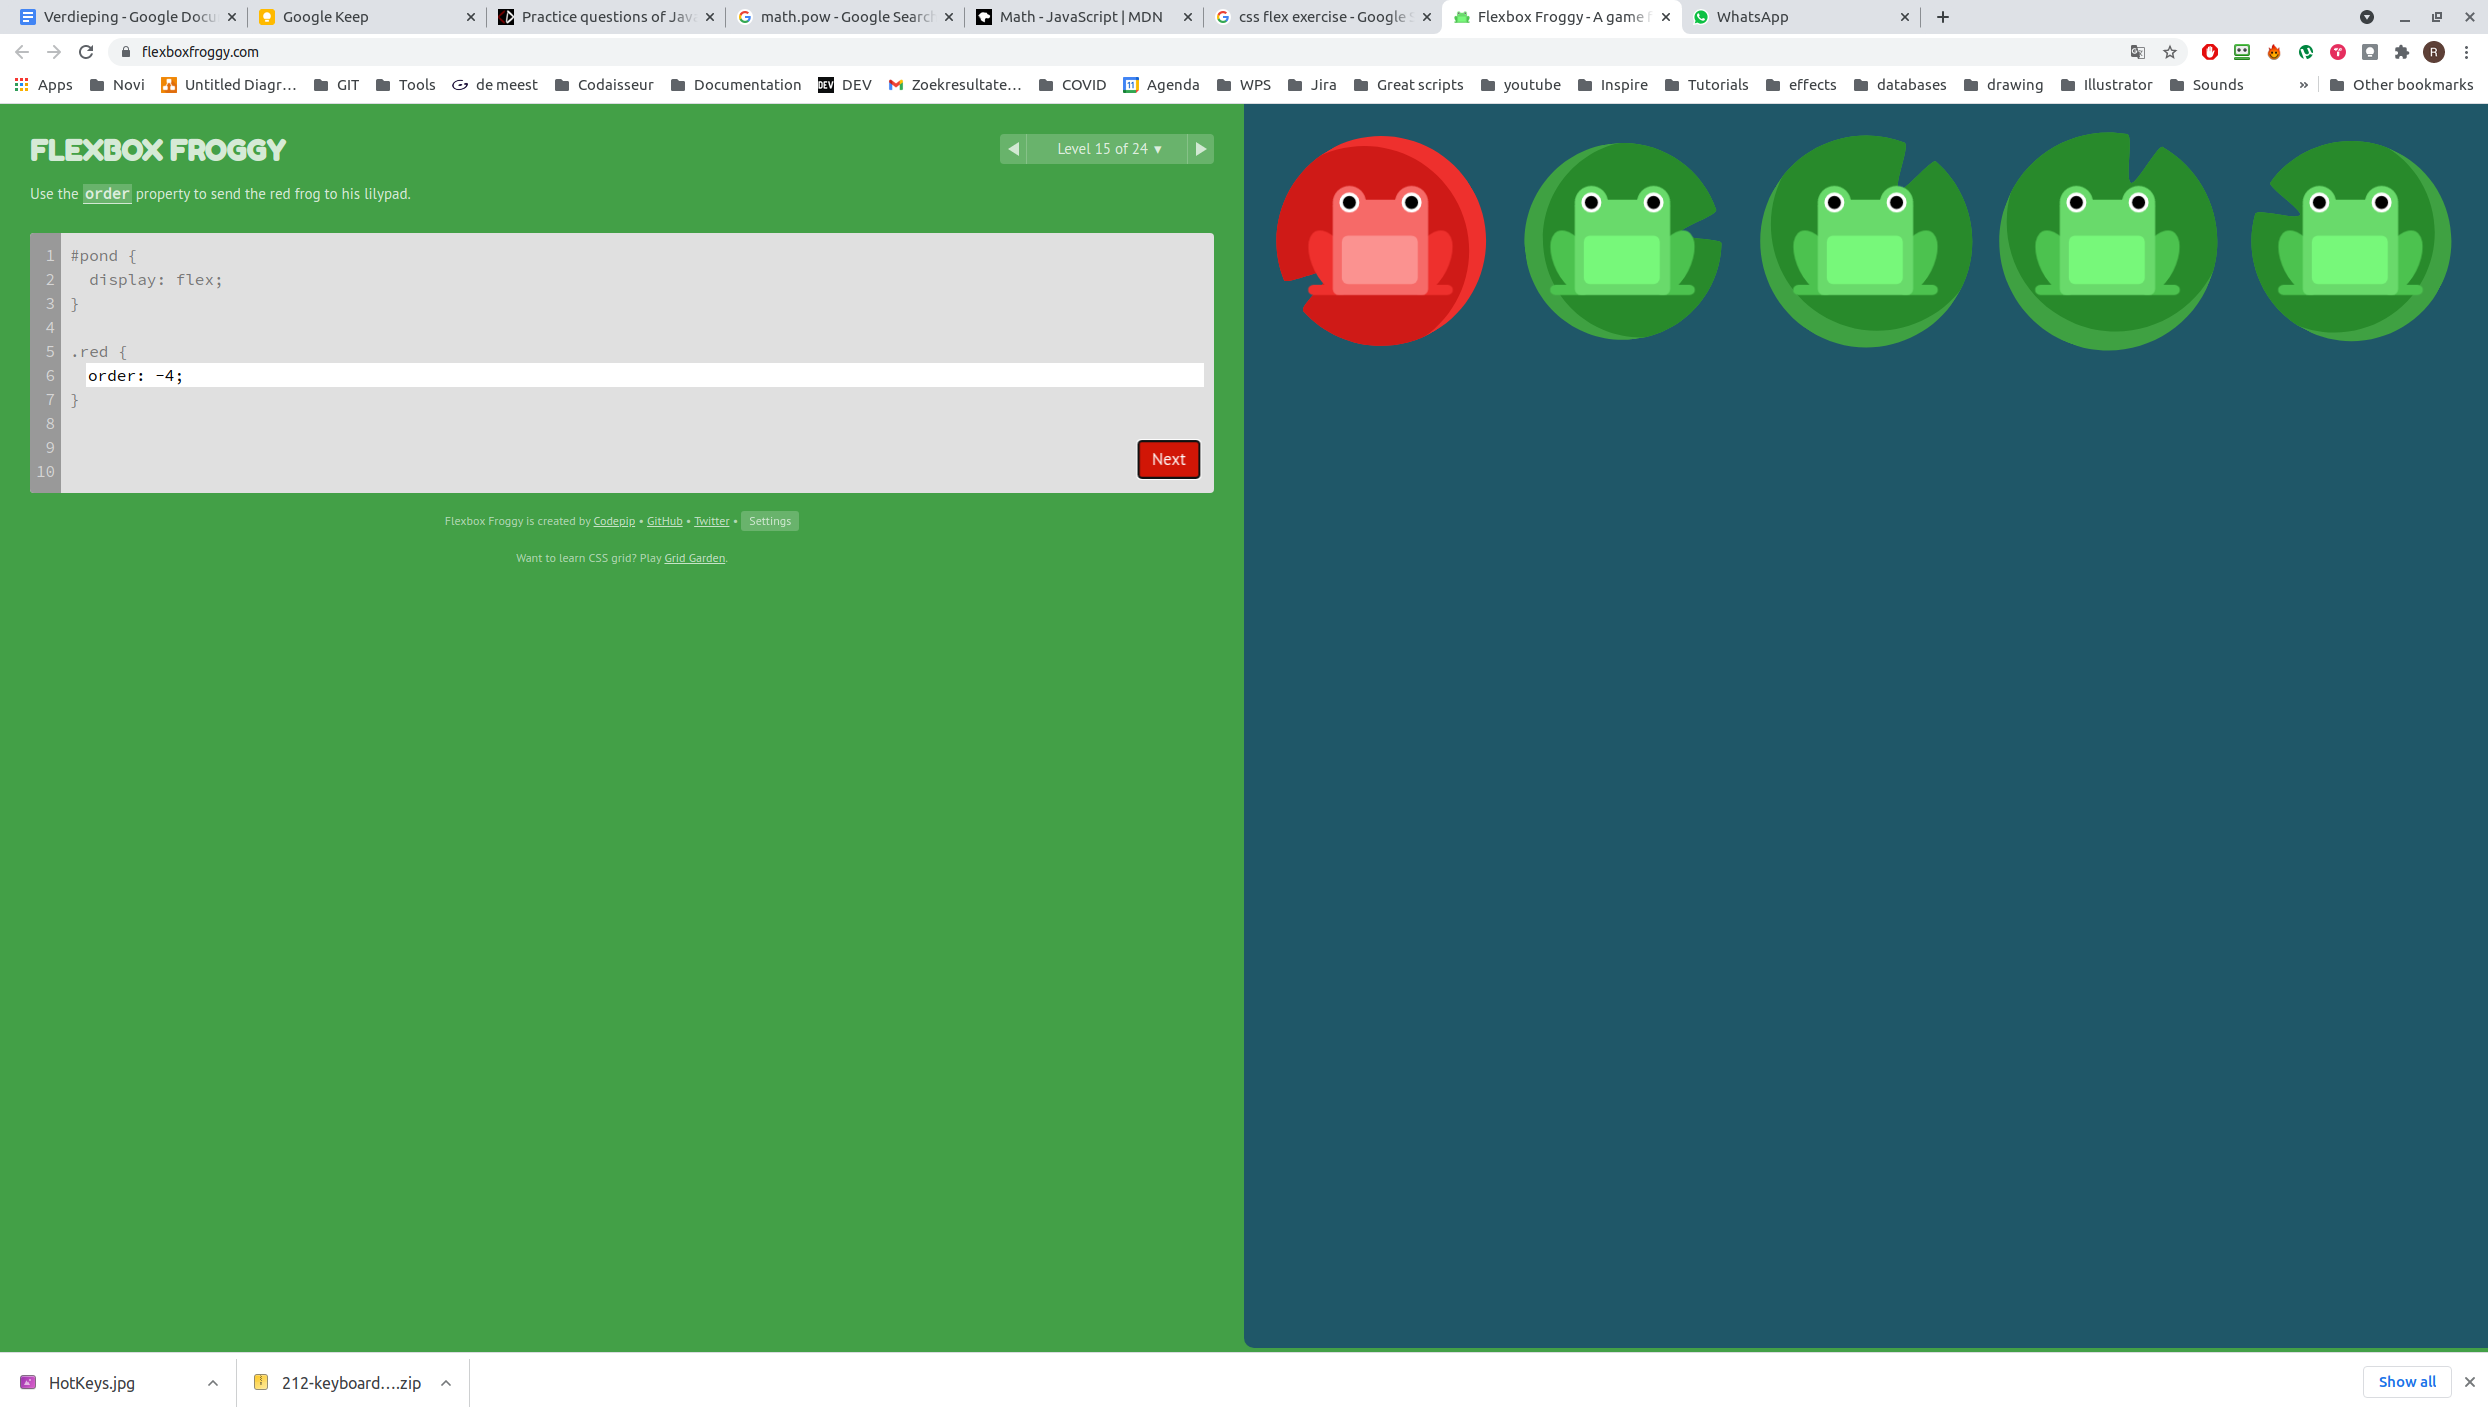 Verdieping - Google Docu
Google Keep
Practice questions of Jav
math.pow - Google Search
Math - JavaScript | MDN
css flex exercise - Google S
Flexbox Froggy - A game f
WhatsApp
flexboxfroggy.com
R
Apps
Novi
Untitled Diagr…
GIT
Tools
de meest
Codaisseur
Documentation
DEV DEV
Zoekresultate…
COVID
11 Agenda
WPS
Jira
Great scripts
youtube
Inspire
Tutorials
effects
databases
drawing
Illustrator
Sounds
»
Other bookmarks
FLEXBOX FROGGY
◀ Level 15 of 24 ▾ ▶
Use the order property to send the red frog to his lilypad.
1 #pond {
2 display: flex;
3 }
4
5 .red {
6 order: -4;
7 }
8
9
10
Next
Flexbox Froggy is created by Codepip • GitHub • Twitter • Settings
Want to learn CSS grid? Play Grid Garden.
HotKeys.jpg
212-keyboard….zip
Show all